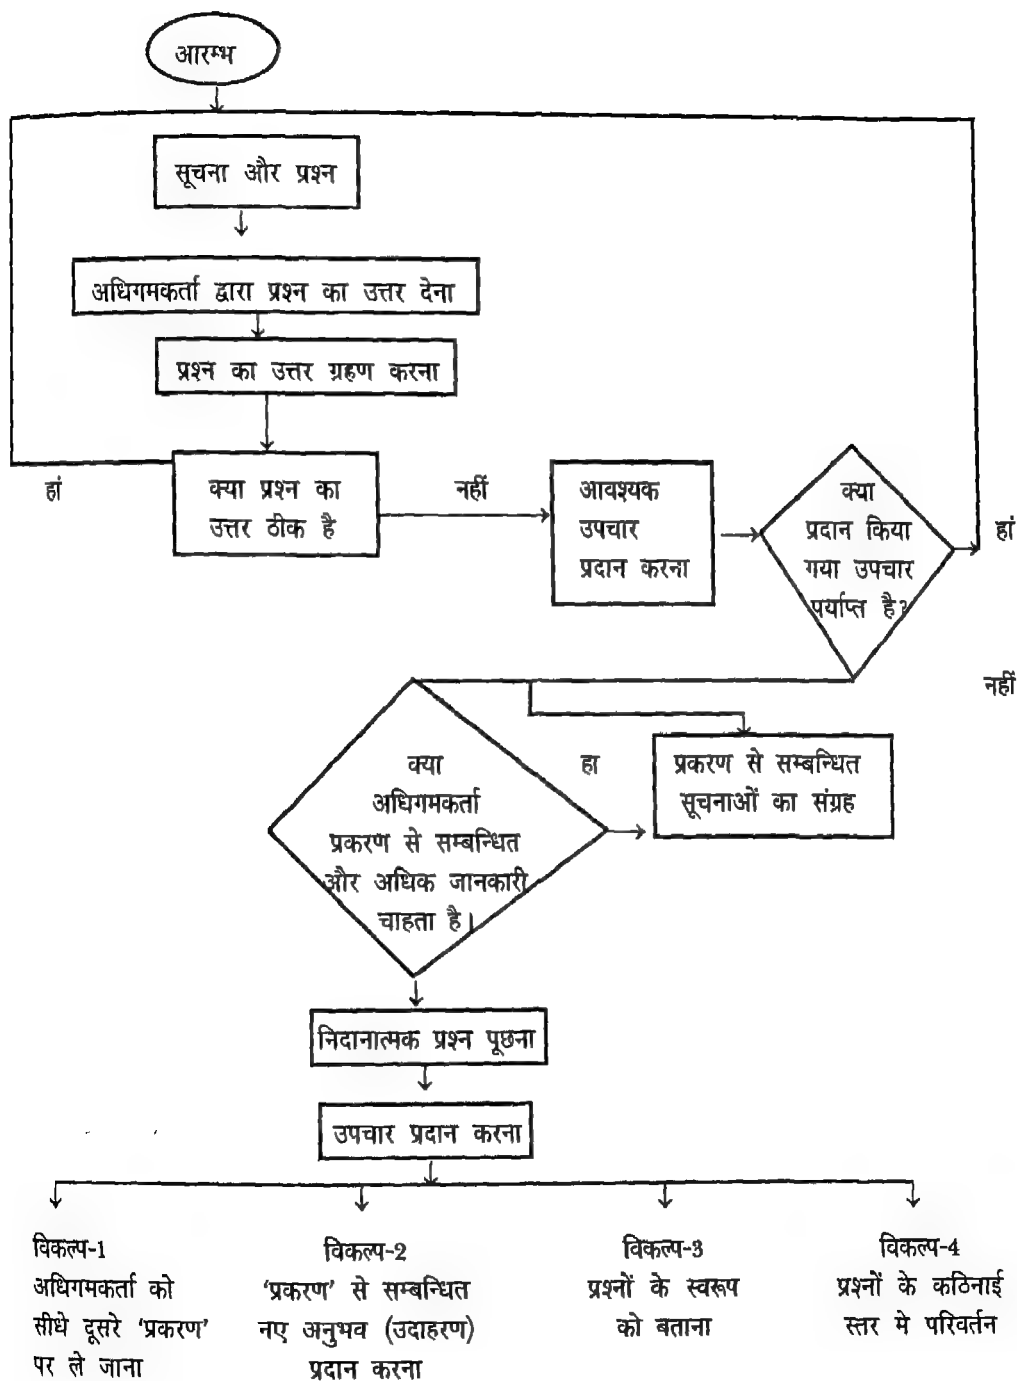 आरम्भ
सूचना और प्रश्न
अधिगमकर्ता द्वारा प्रश्न का उत्तर देना
प्रश्न का उत्तर ग्रहण करना
हां
क्या प्रश्न का
उत्तर ठीक है
नहीं
आवश्यक
उपचार
प्रदान करना
क्या
प्रदान किया
गया उपचार
पर्याप्त है?
हां
नहीं
क्या
अधिगमकर्ता
प्रकरण से सम्बन्धित
और अधिक जानकारी
चाहता है।
हा
प्रकरण से सम्बन्धित
सूचनाओं का संग्रह
निदानात्मक प्रश्न पूछना
उपचार प्रदान करना
विकल्प-1
अधिगमकर्ता को
सीधे दूसरे 'प्रकरण'
पर ले जाना
विकल्प-2
'प्रकरण' से सम्बन्धित
नए अनुभव (उदाहरण)
प्रदान करना
विकल्प-3
प्रश्नों के स्वरूप
को बताना
विकल्प-4
प्रश्नों के कठिनाई
स्तर मे परिवर्तन